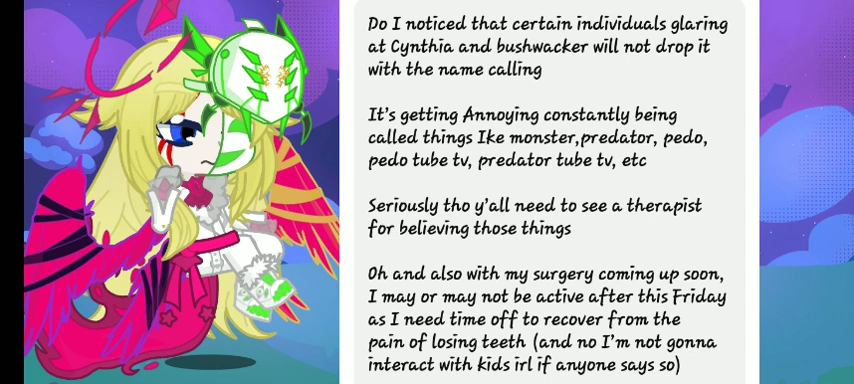 Do I noticed that certain individuals glaring
at Cynthia and bushwacker will not drop it
with the name calling
It's getting Annoying constantly being
called things Ike monster,predator, pedo,
pedo tube tv, predator tube tv, etc
Seriously tho y'all need to see a therapist
for believing those things
Oh and also with my surgery coming up soon,
I may or may not be active after this Friday
as I need time off to recover from the
pain of losing teeth (and no I'm not gonna
interact with kids irl if anyone says so)